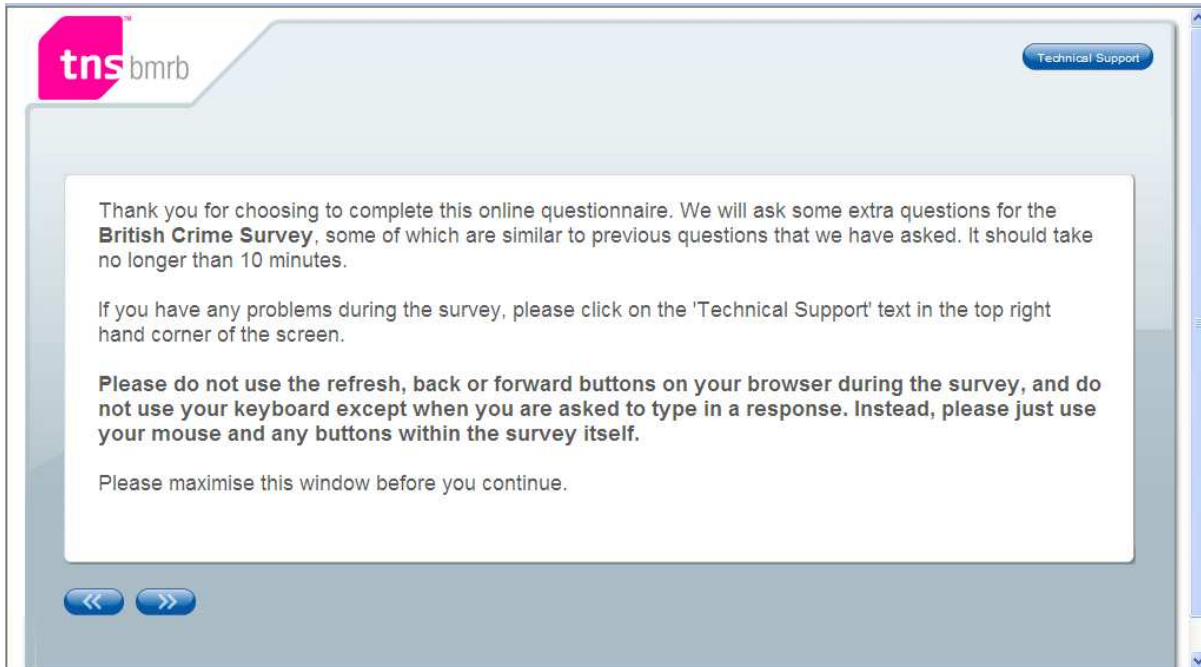 TM
tns bmrb
Technical Support
Thank you for choosing to complete this online questionnaire. We will ask some extra questions for the
British Crime Survey, some of which are similar to previous questions that we have asked. It should take
no longer than 10 minutes.
If you have any problems during the survey, please click on the 'Technical Support' text in the top right
hand corner of the screen.
Please do not use the refresh, back or forward buttons on your browser during the survey, and do
not use your keyboard except when you are asked to type in a response. Instead, please just use
your mouse and any buttons within the survey itself.
Please maximise this window before you continue.